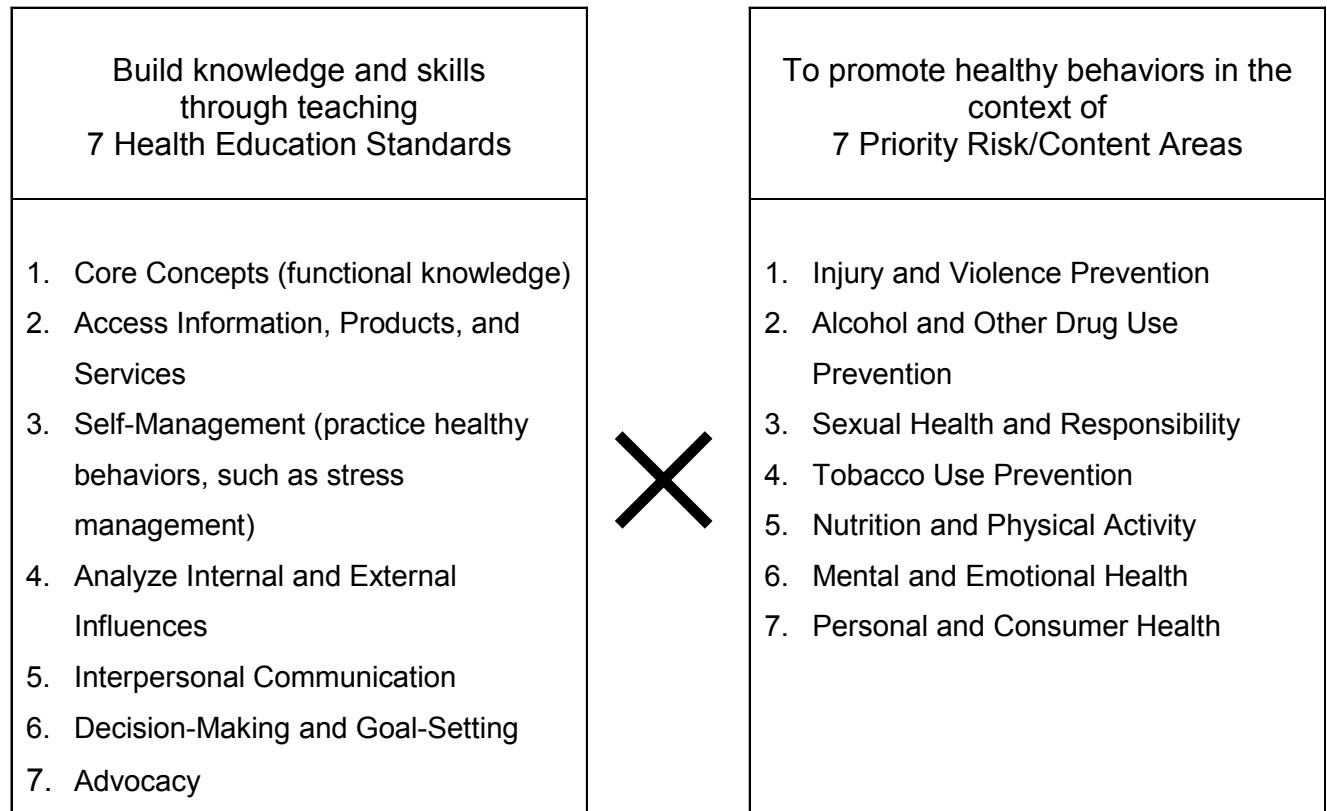 Build knowledge and skills
through teaching
7 Health Education Standards
1. Core Concepts (functional knowledge)
2. Access Information, Products, and
Services
3. Self-Management (practice healthy
behaviors, such as stress
management)
4. Analyze Internal and External
Influences
5. Interpersonal Communication
6. Decision-Making and Goal-Setting
7. Advocacy
To promote healthy behaviors in the
context of
7 Priority Risk/Content Areas
1. Injury and Violence Prevention
2. Alcohol and Other Drug Use
Prevention
3. Sexual Health and Responsibility
4. Tobacco Use Prevention
5. Nutrition and Physical Activity
6. Mental and Emotional Health
7. Personal and Consumer Health